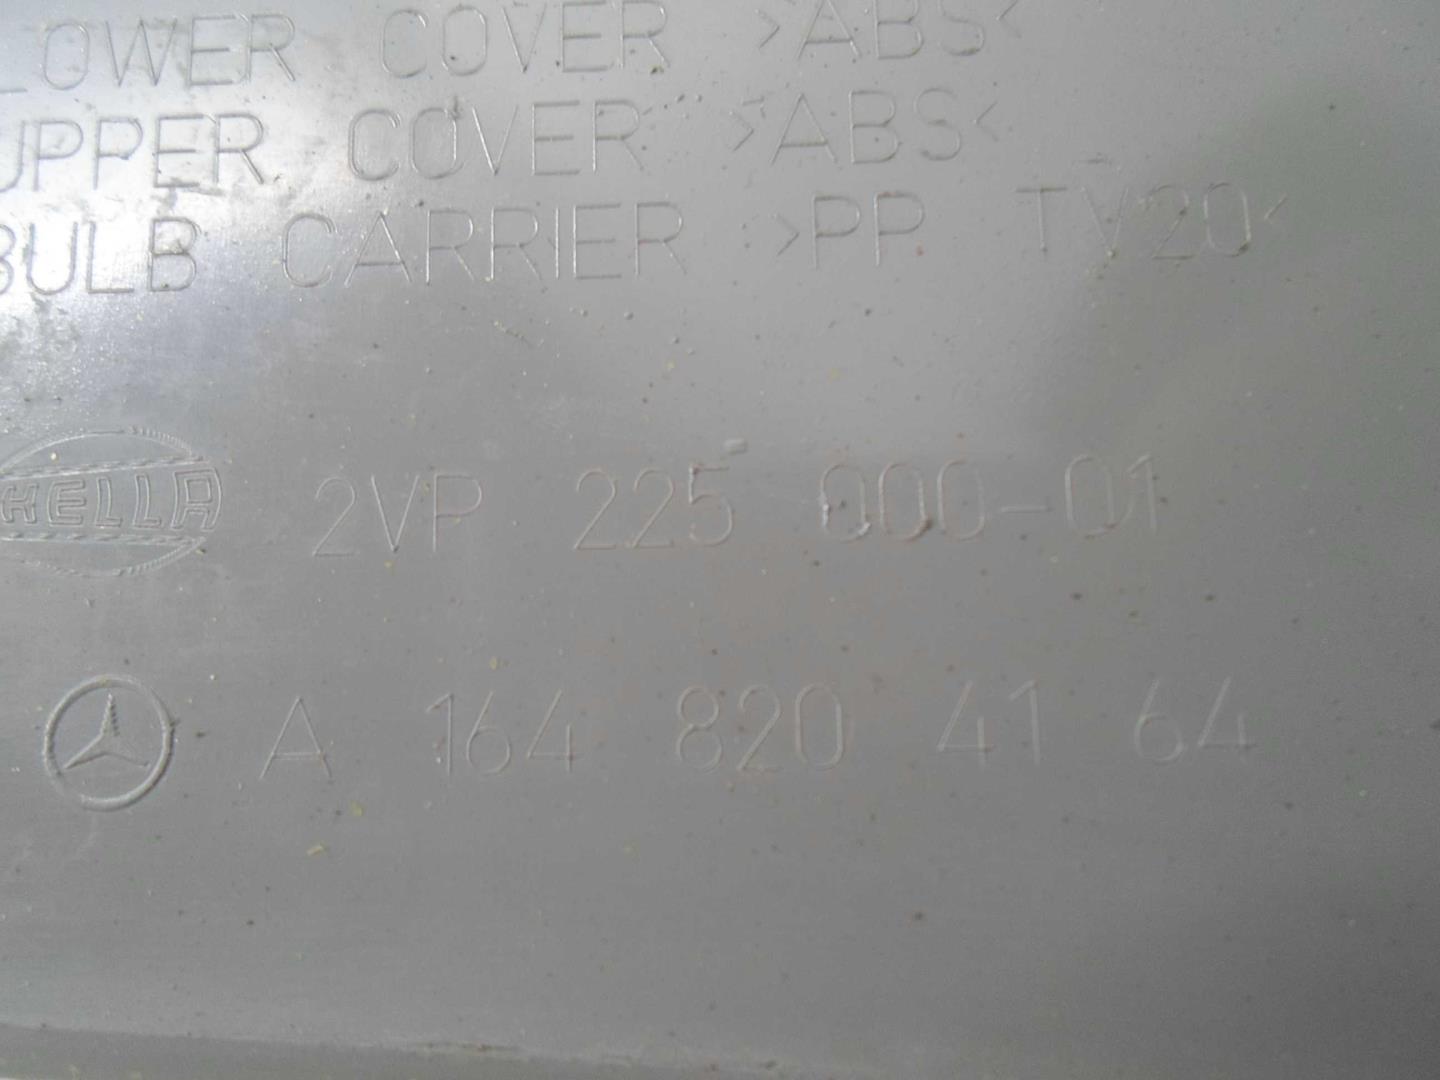 LOWER COVER >ABS<
UPPER COVER >ABS<
BULB CARRIER >PP TV20<
HELLA 2VP 225 000-01
A 164 820 41 64